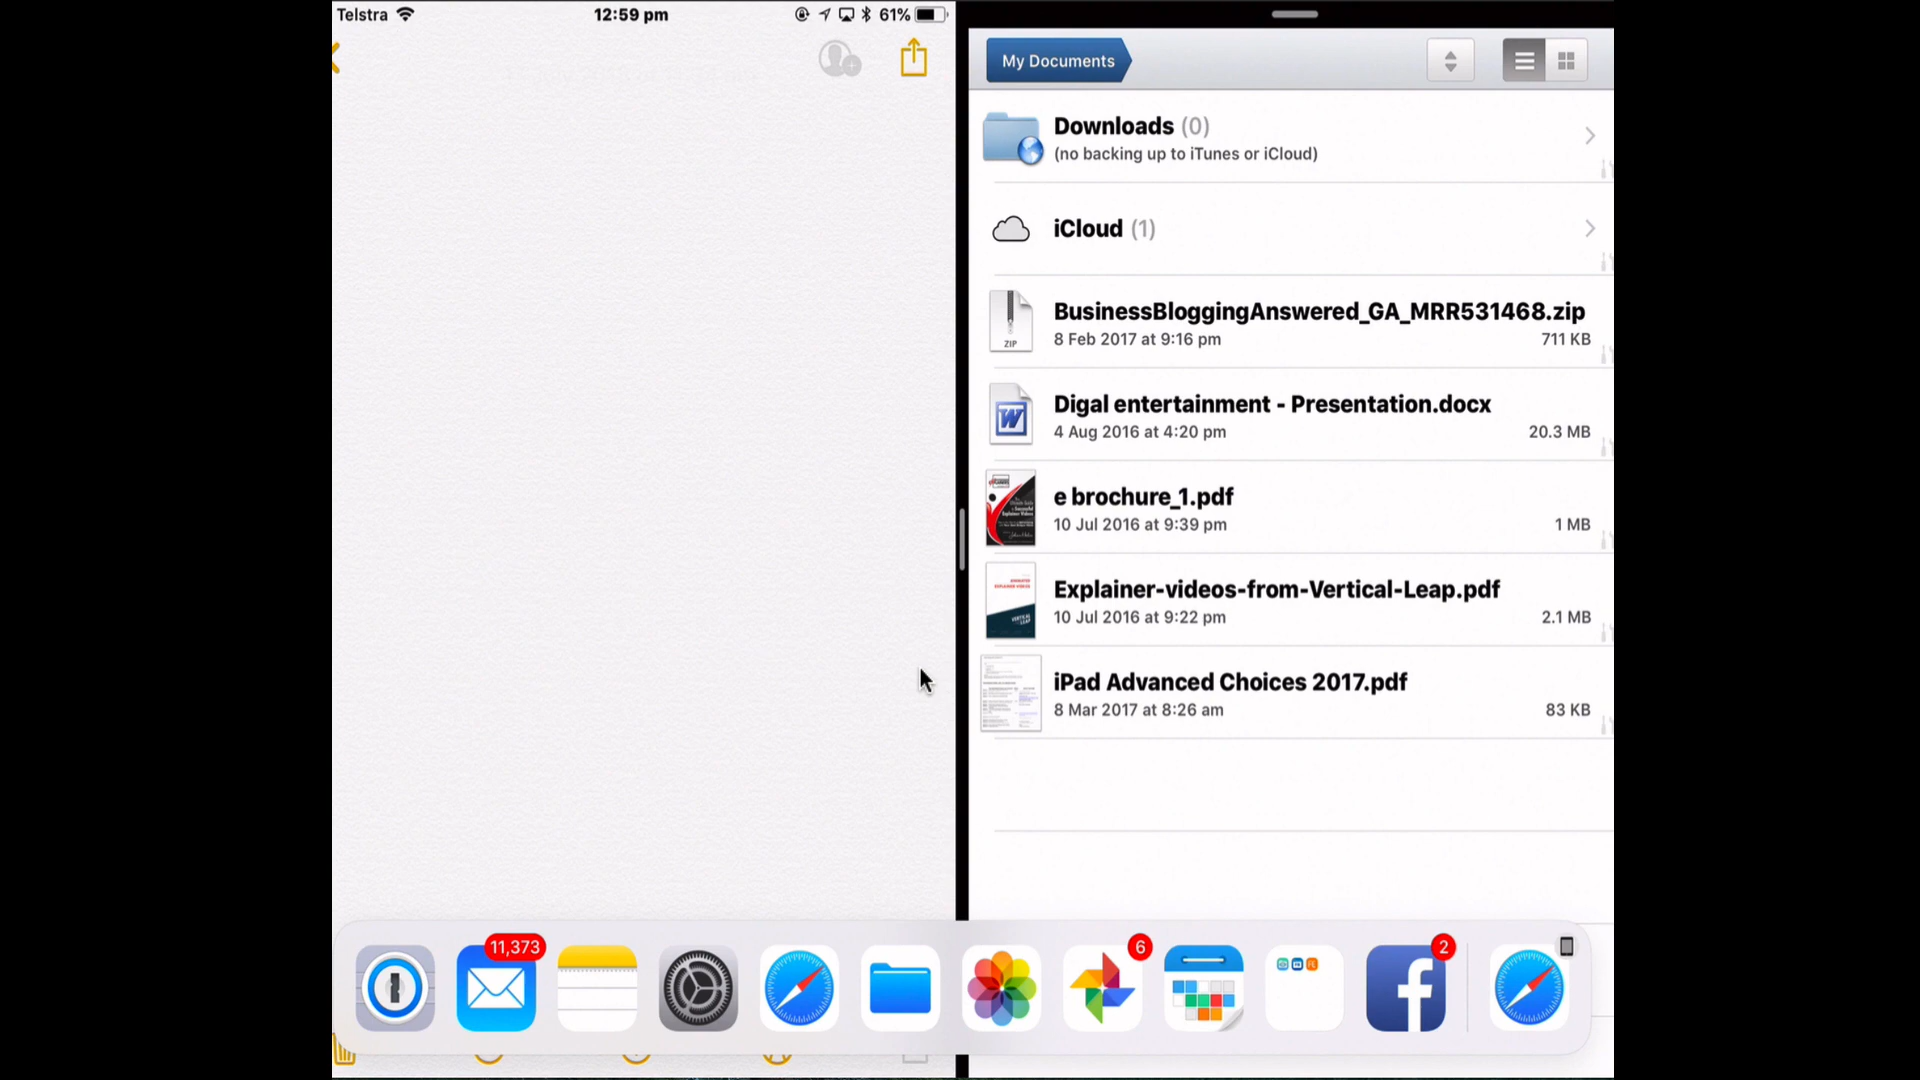 Telstra 12:59 pm 61%
My Documents
Downloads (0)
(no backing up to iTunes or iCloud)
iCloud (1)
ZIP
BusinessBloggingAnswered_GA_MRR531468.zip
8 Feb 2017 at 9:16 pm 711 KB
W
Digal entertainment - Presentation.docx
4 Aug 2016 at 4:20 pm 20.3 MB
e brochure_1.pdf
10 Jul 2016 at 9:39 pm 1 MB
Explainer-videos-from-Vertical-Leap.pdf
10 Jul 2016 at 9:22 pm 2.1 MB
iPad Advanced Choices 2017.pdf
8 Mar 2017 at 8:26 am 83 KB
11,373 6 2